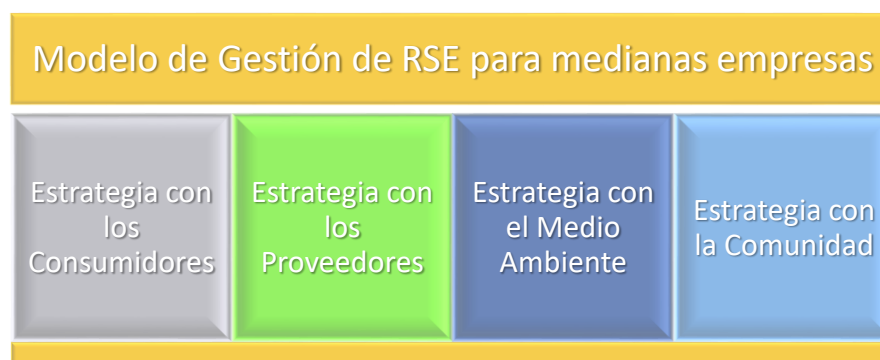 Modelo de Gestión de RSE para medianas empresas
Estrategia con
los
Consumidores
Estrategia con
los
Proveedores
Estrategia con
el Medio
Ambiente
Estrategia con
la Comunidad